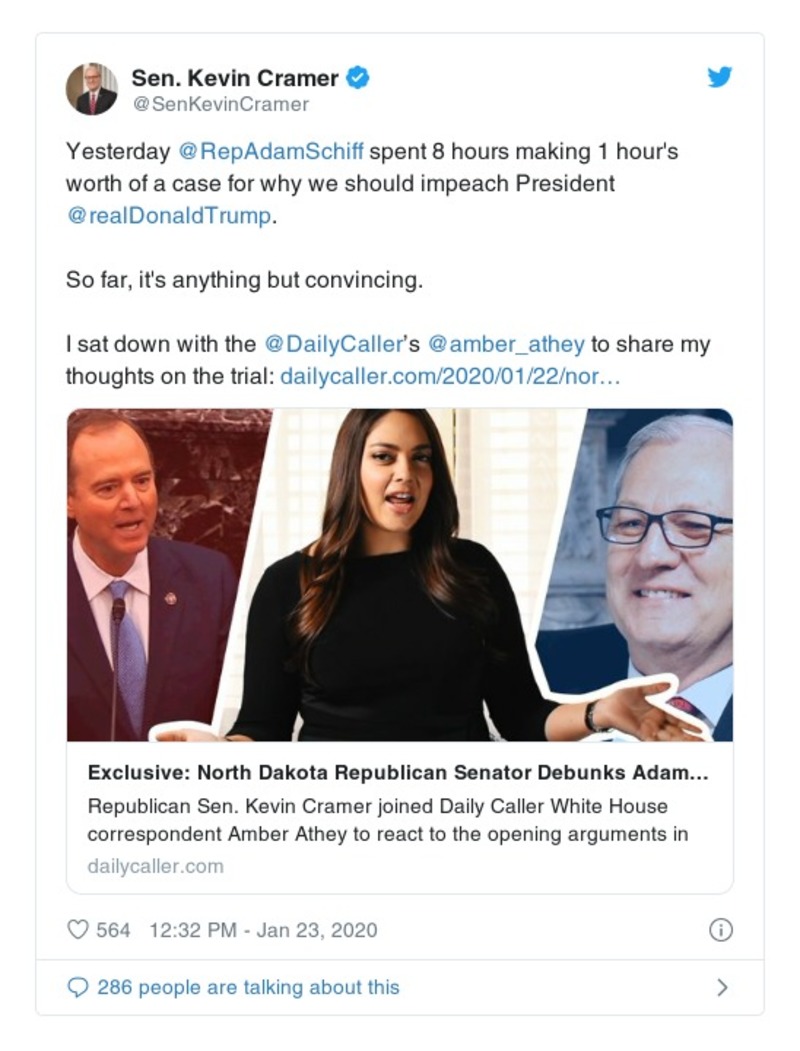 Sen. Kevin Cramer
@SenKevinCramer
Yesterday @RepAdamSchiff spent 8 hours making 1 hour's
worth of a case for why we should impeach President
@realDonaldTrump.
So far, it's anything but convincing.
I sat down with the @DailyCaller’s @amber_athey to share my
thoughts on the trial: dailycaller.com/2020/01/22/nor…
Exclusive: North Dakota Republican Senator Debunks Adam...
Republican Sen. Kevin Cramer joined Daily Caller White House
correspondent Amber Athey to react to the opening arguments in
dailycaller.com
564 12:32 PM - Jan 23, 2020
286 people are talking about this